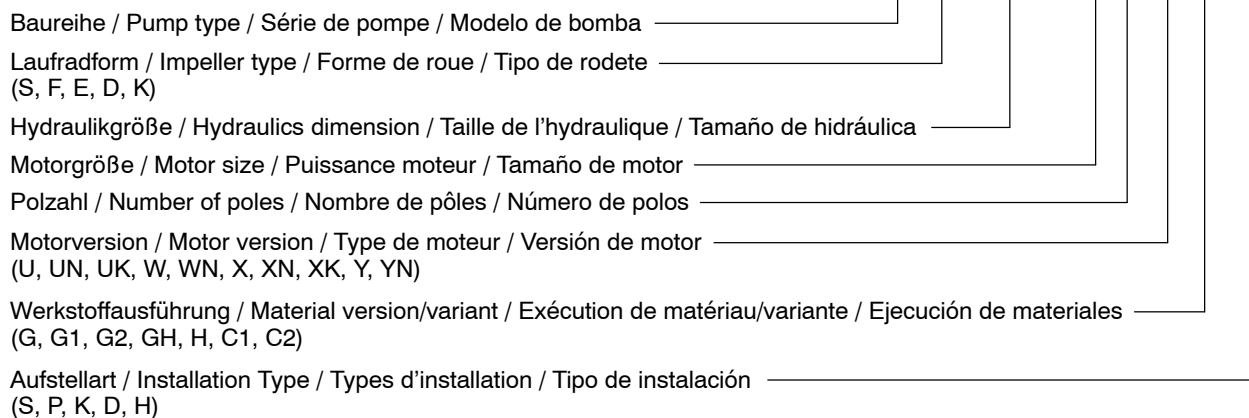 Baureihe / Pump type / Série de pompe / Modelo de bomba
Laufradform / Impeller type / Forme de roue / Tipo de rodete
(S, F, E, D, K)
Hydraulikgröße / Hydraulics dimension / Taille de l’hydraulique / Tamaño de hidráulica
Motorgröße / Motor size / Puissance moteur / Tamaño de motor
Polzahl / Number of poles / Nombre de pôles / Número de polos
Motorversion / Motor version / Type de moteur / Versión de motor
(U, UN, UK, W, WN, X, XN, XK, Y, YN)
Werkstoffausführung / Material version/variant / Exécution de matériau/variante / Ejecución de materiales
(G, G1, G2, GH, H, C1, C2)
Aufstellart / Installation Type / Types d’installation / Tipo de instalación
(S, P, K, D, H)